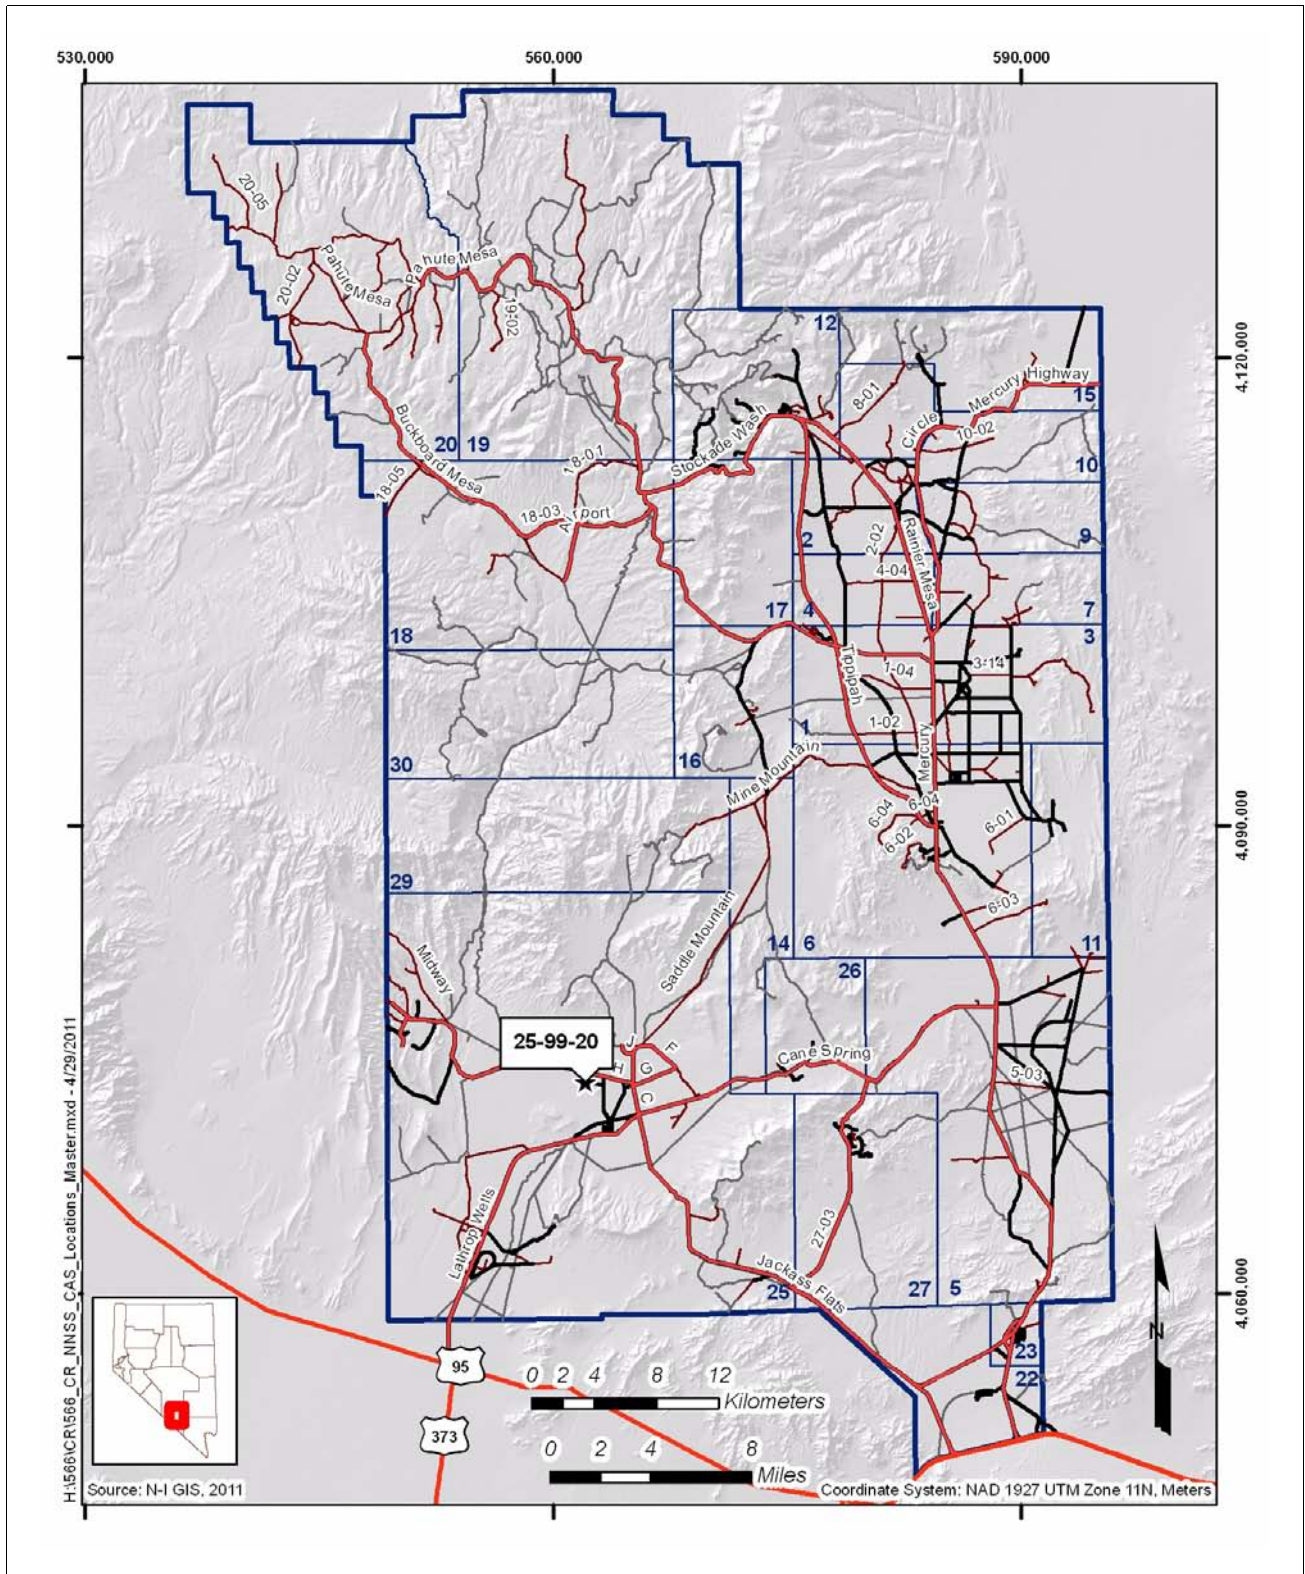 530,000
560,000
590,000
20-05
Pahute Mesa
Pahute Mesa
20-02
19-02
12
4,120,000
Mercury Highway
8-01
15
Circle
10-02
Buckboard Mesa
20
19
Stockade Wash
18-01
10
18-05
18-03
Airport
2-02
Rainier Mesa
2
9
4-04
17
4
7
18
3
Tippipah
1-04
3-14
1-02
1
Mercury
30
16
Mine Mountain
6-04
6-04
6-01
6-02
4,090,000
29
6-03
Saddle Mountain
14
6
11
Midway
26
25-99-20
J
F
H
G
Cane Spring
C
5-03
Lathrop Wells
27-03
Jackass Flats
25
27
5
4,060,000
23
22
N
95
373
0 2 4 8 12
Kilometers
0 2 4 8
Miles
H:\566\CR\566_CR_NNSS_CAS_Locations_Master.mxd - 4/29/2011
Source: N-I GIS, 2011
Coordinate System: NAD 1927 UTM Zone 11N, Meters